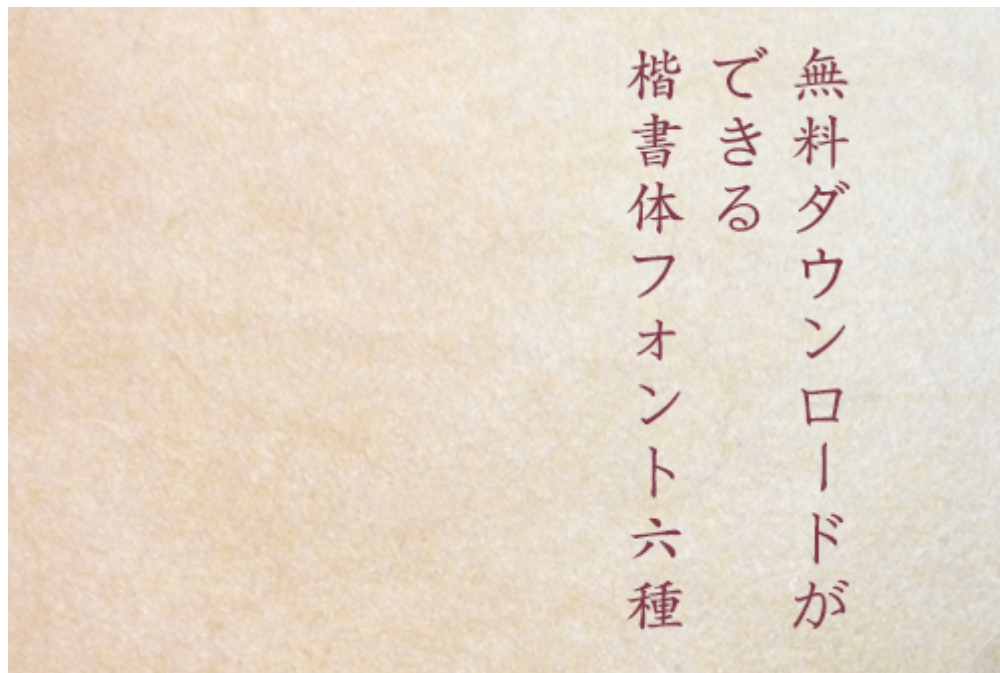 無料ダウンロードが
できる
楷書体フォント六種